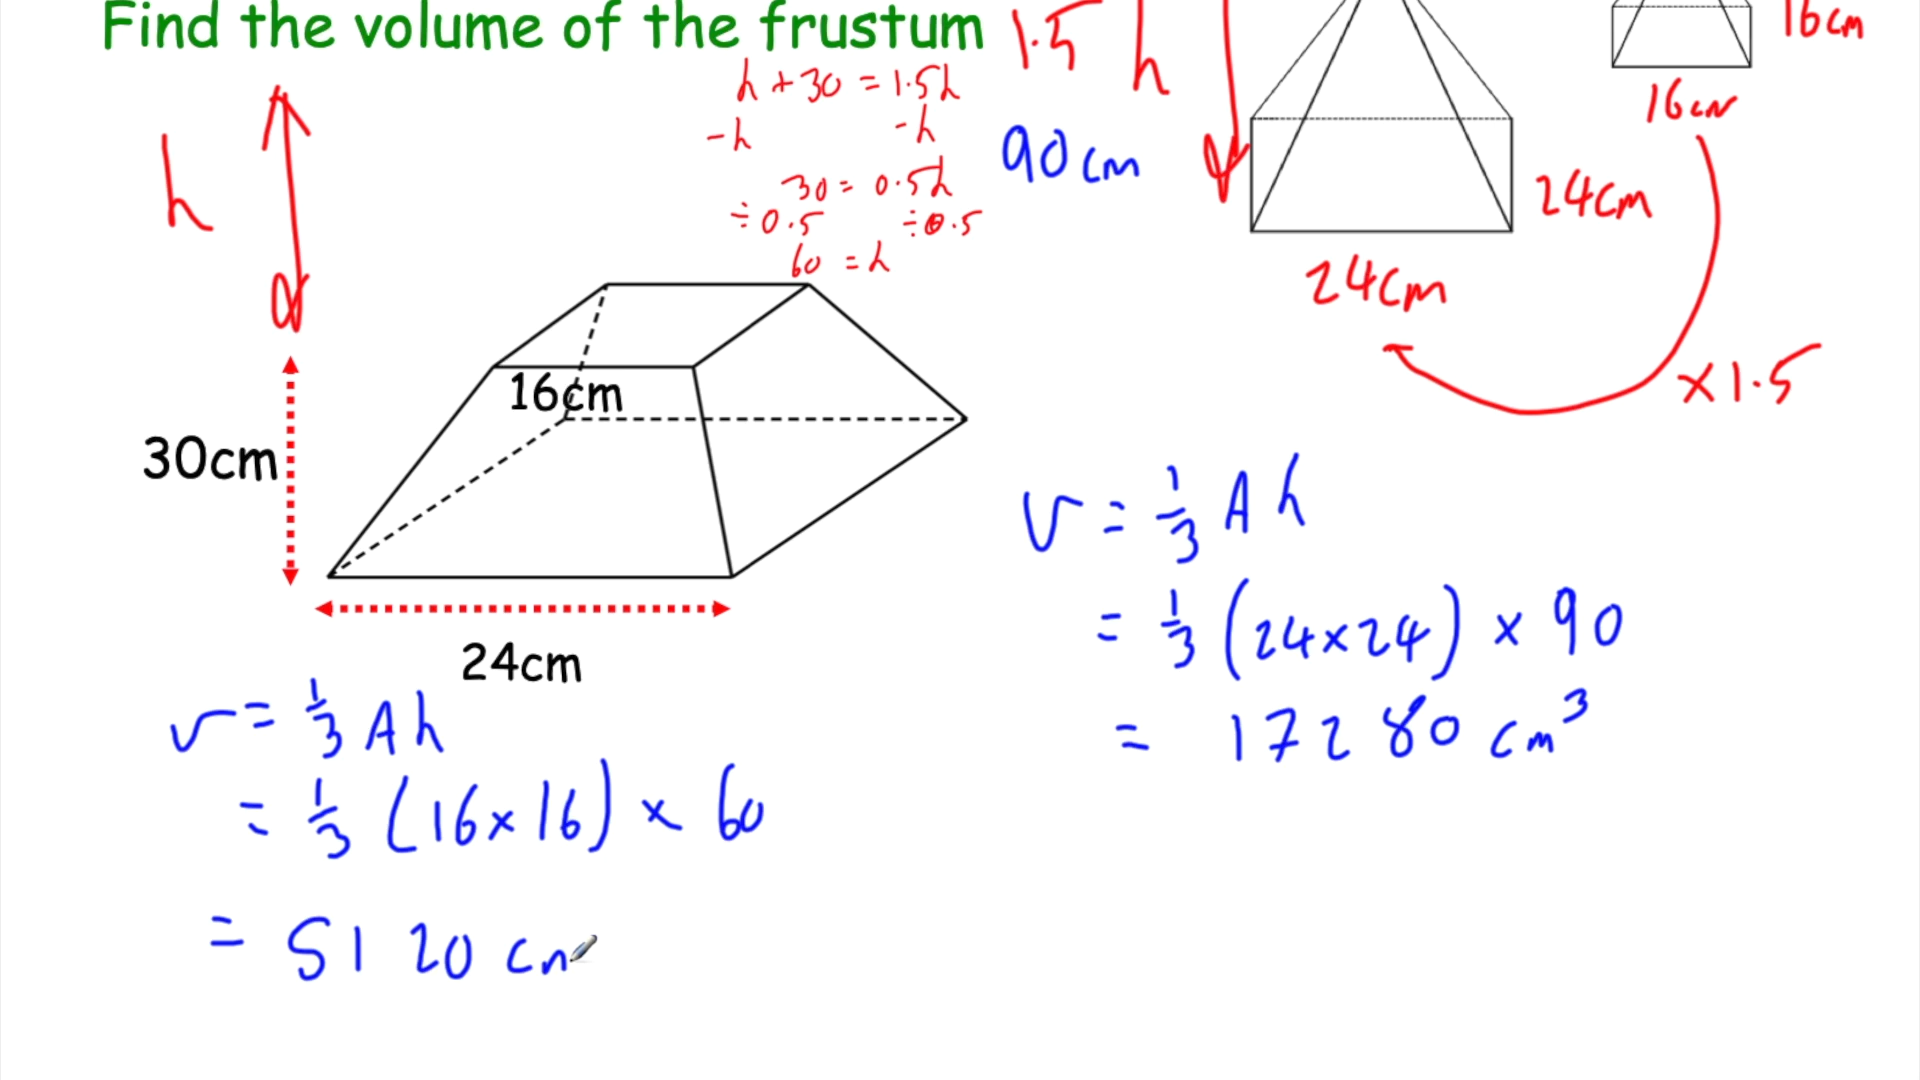 Find the volume of the frustum
1.5 h
16cm
16cm
h + 30 = 1.5h
-h -h
90cm
h
30 = 0.5h
÷0.5 ÷0.5
24cm
60 = h
24cm
×1.5
16cm
30cm
24cm
V = 1/3 A h
= 1/3 (24×24) × 90
= 17280 cm³
V = 1/3 A h
= 1/3 (16×16) × 60
= 5120 cm